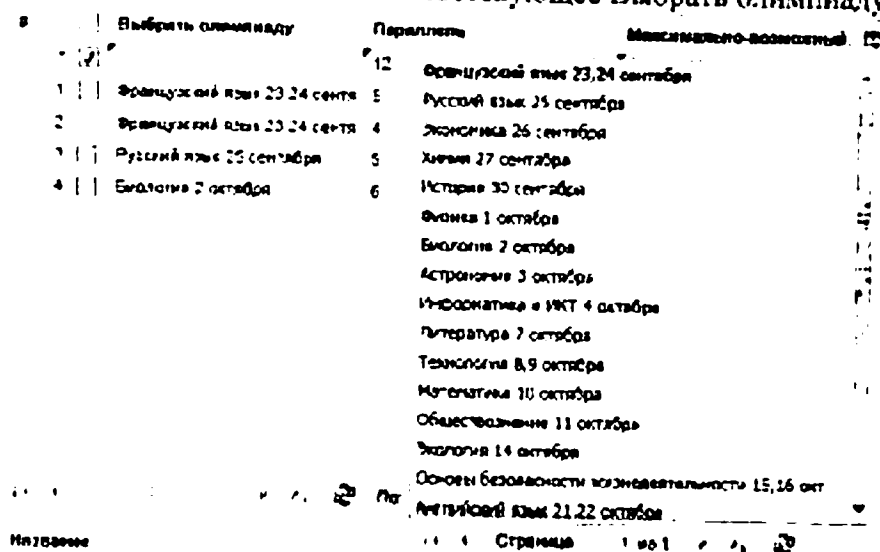 Выбрать олимпиаду
в Выбрать олимпиаду Параллель Максимально возможный
12
1 Французский язык 23,24 сентя 5
2 Французский язык 23,24 сентя 4
3 Русский язык 25 сентября 5
4 Биология 2 октября 6
Французский язык 23,24 сентября
Русский язык 25 сентября
Экономика 26 сентября
Химия 27 сентября
История 30 сентября
Физика 1 октября
Биология 2 октября
Астрономия 3 октября
Информатика и ИКТ 4 октября
Литература 7 октября
Технология 8,9 октября
Математика 10 октября
Обществознание 11 октября
Экология 14 октября
Основы безопасности жизнедеятельности 15,16 окт
Английский язык 21,22 октября
Название Страница 1 из 1